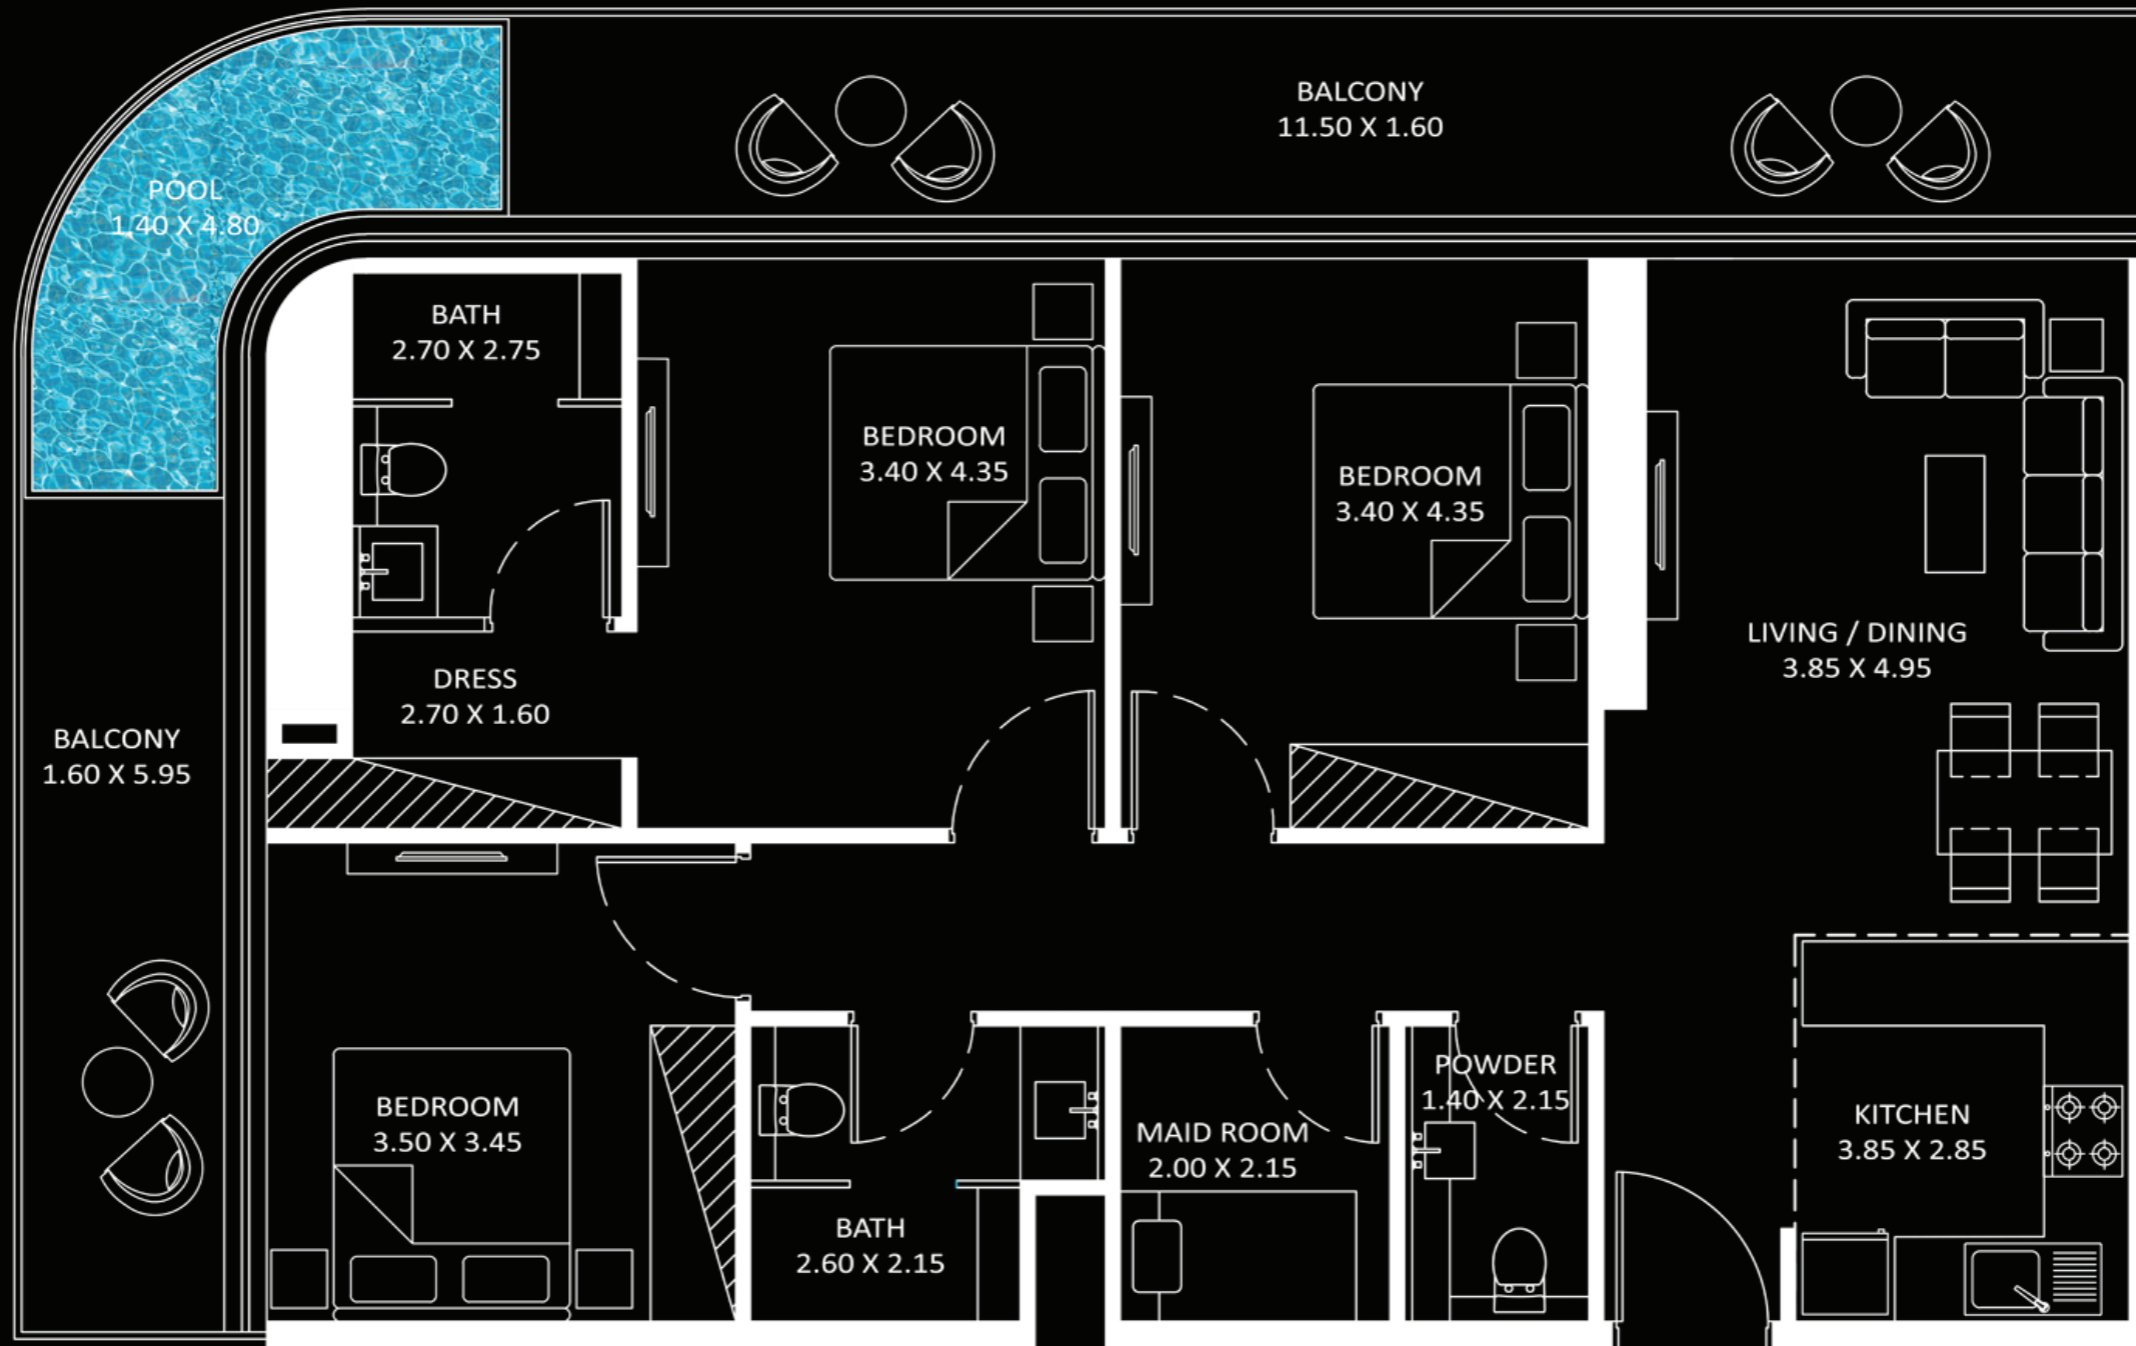 BALCONY
11.50 X 1.60
POOL
1.40 X 4.80
BATH
2.70 X 2.75
BEDROOM
3.40 X 4.35
BEDROOM
3.40 X 4.35
LIVING / DINING
3.85 X 4.95
DRESS
2.70 X 1.60
BALCONY
1.60 X 5.95
BEDROOM
3.50 X 3.45
BATH
2.60 X 2.15
MAID ROOM
2.00 X 2.15
POWDER
1.40 X 2.15
KITCHEN
3.85 X 2.85